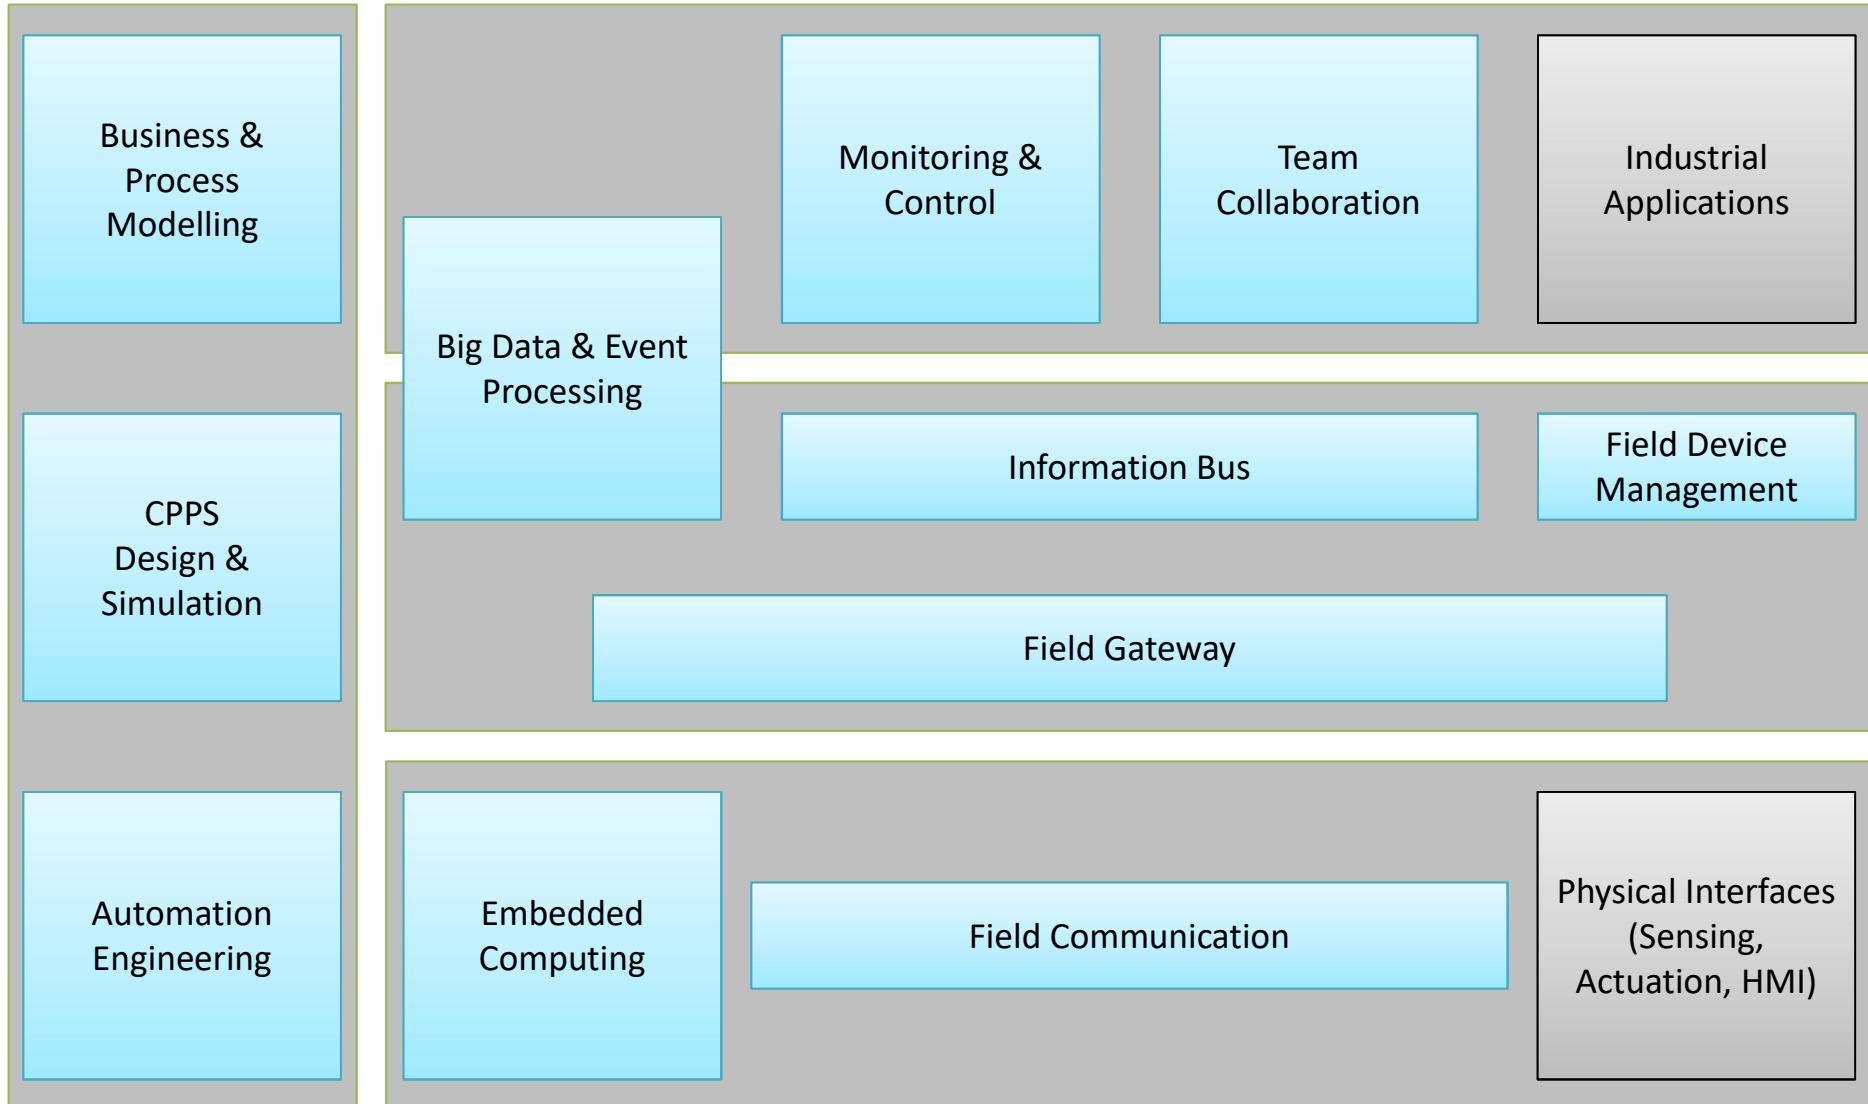 Business &
Process
Modelling
Monitoring &
Control
Team
Collaboration
Industrial
Applications
Big Data & Event
Processing
CPPS
Design &
Simulation
Information Bus
Field Device
Management
Field Gateway
Automation
Engineering
Embedded
Computing
Field Communication
Physical Interfaces
(Sensing,
Actuation, HMI)